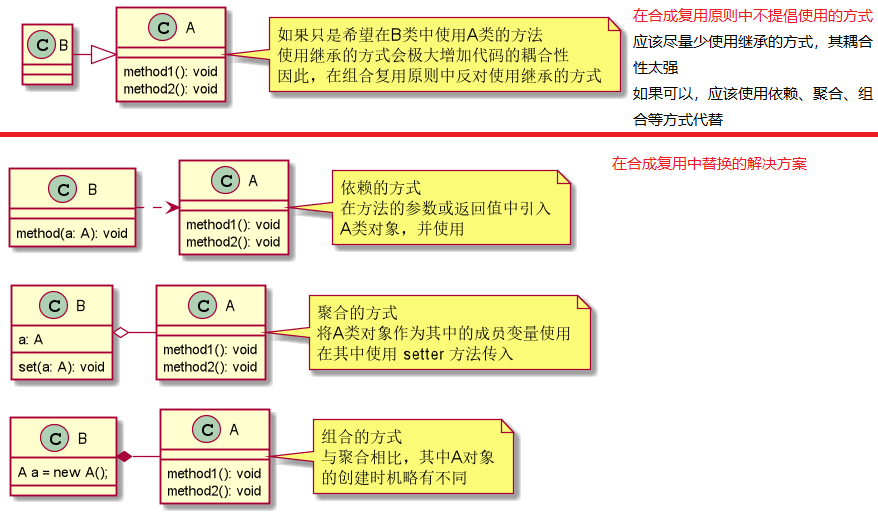 C B
C A
method1(): void
method2(): void
如果只是希望在B类中使用A类的方法
使用继承的方式会极大增加代码的耦合性
因此，在组合复用原则中反对使用继承的方式
在合成复用原则中不提倡使用的方式
应该尽量少使用继承的方式，其耦合
性太强
如果可以，应该使用依赖、聚合、组
合等方式代替
在合成复用中替换的解决方案
C B
method(a: A): void
C A
method1(): void
method2(): void
依赖的方式
在方法的参数或返回值中引入
A类对象，并使用
C B
a: A
set(a: A): void
C A
method1(): void
method2(): void
聚合的方式
将A类对象作为其中的成员变量使用
在其中使用 setter 方法传入
C B
A a = new A();
C A
method1(): void
method2(): void
组合的方式
与聚合相比，其中A对象
的创建时机略有不同